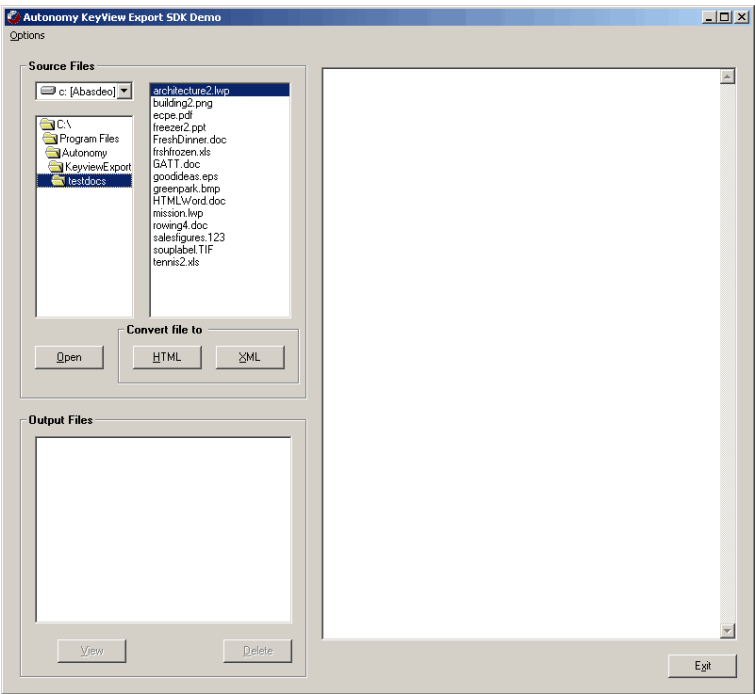 Autonomy KeyView Export SDK Demo
Options
Source Files
c: [Abasdeo]
C:\
Program Files
Autonomy
KeyviewExport
testdocs
architecture2.lwp
building2.png
ecpe.pdf
freezer2.ppt
FreshDinner.doc
frshfrozen.xls
GATT.doc
goodideas.eps
greenpark.bmp
HTMLWord.doc
mission.lwp
rowing4.doc
salesfigures.123
souplabel.TIF
tennis2.xls
Convert file to
Open
HTML
XML
Output Files
View
Delete
Exit